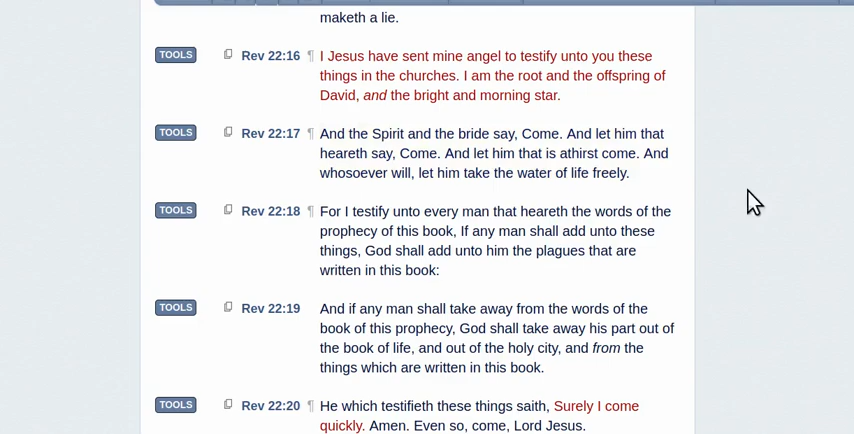 maketh a lie.
TOOLS Rev 22:16 ¶ I Jesus have sent mine angel to testify unto you these
things in the churches. I am the root and the offspring of
David, and the bright and morning star.
TOOLS Rev 22:17 ¶ And the Spirit and the bride say, Come. And let him that
heareth say, Come. And let him that is athirst come. And
whosoever will, let him take the water of life freely.
TOOLS Rev 22:18 ¶ For I testify unto every man that heareth the words of the
prophecy of this book, If any man shall add unto these
things, God shall add unto him the plagues that are
written in this book:
TOOLS Rev 22:19 And if any man shall take away from the words of the
book of this prophecy, God shall take away his part out of
the book of life, and out of the holy city, and from the
things which are written in this book.
TOOLS Rev 22:20 ¶ He which testifieth these things saith, Surely I come
quickly. Amen. Even so, come, Lord Jesus.